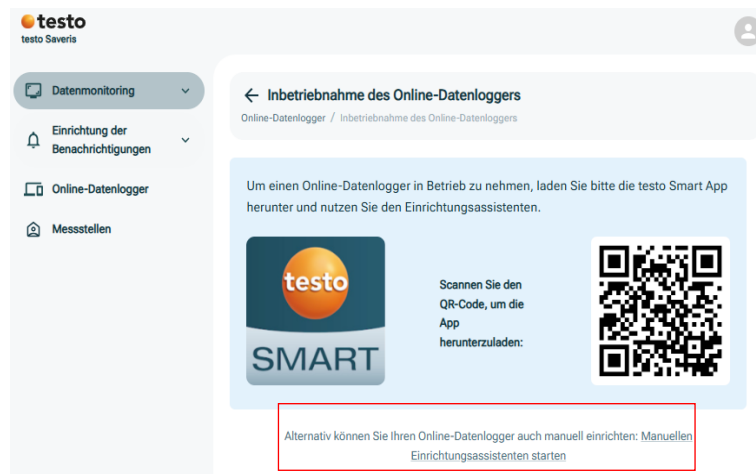 testo
testo Saveris
Datenmonitoring
Einrichtung der
Benachrichtigungen
Online-Datenlogger
Messstellen
← Inbetriebnahme des Online-Datenloggers
Online-Datenlogger / Inbetriebnahme des Online-Datenloggers
Um einen Online-Datenlogger in Betrieb zu nehmen, laden Sie bitte die testo Smart App
herunter und nutzen Sie den Einrichtungsassistenten.
testo
SMART
Scannen Sie den
QR-Code, um die
App
herunterzuladen:
Alternativ können Sie Ihren Online-Datenlogger auch manuell einrichten: Manuellen
Einrichtungsassistenten starten